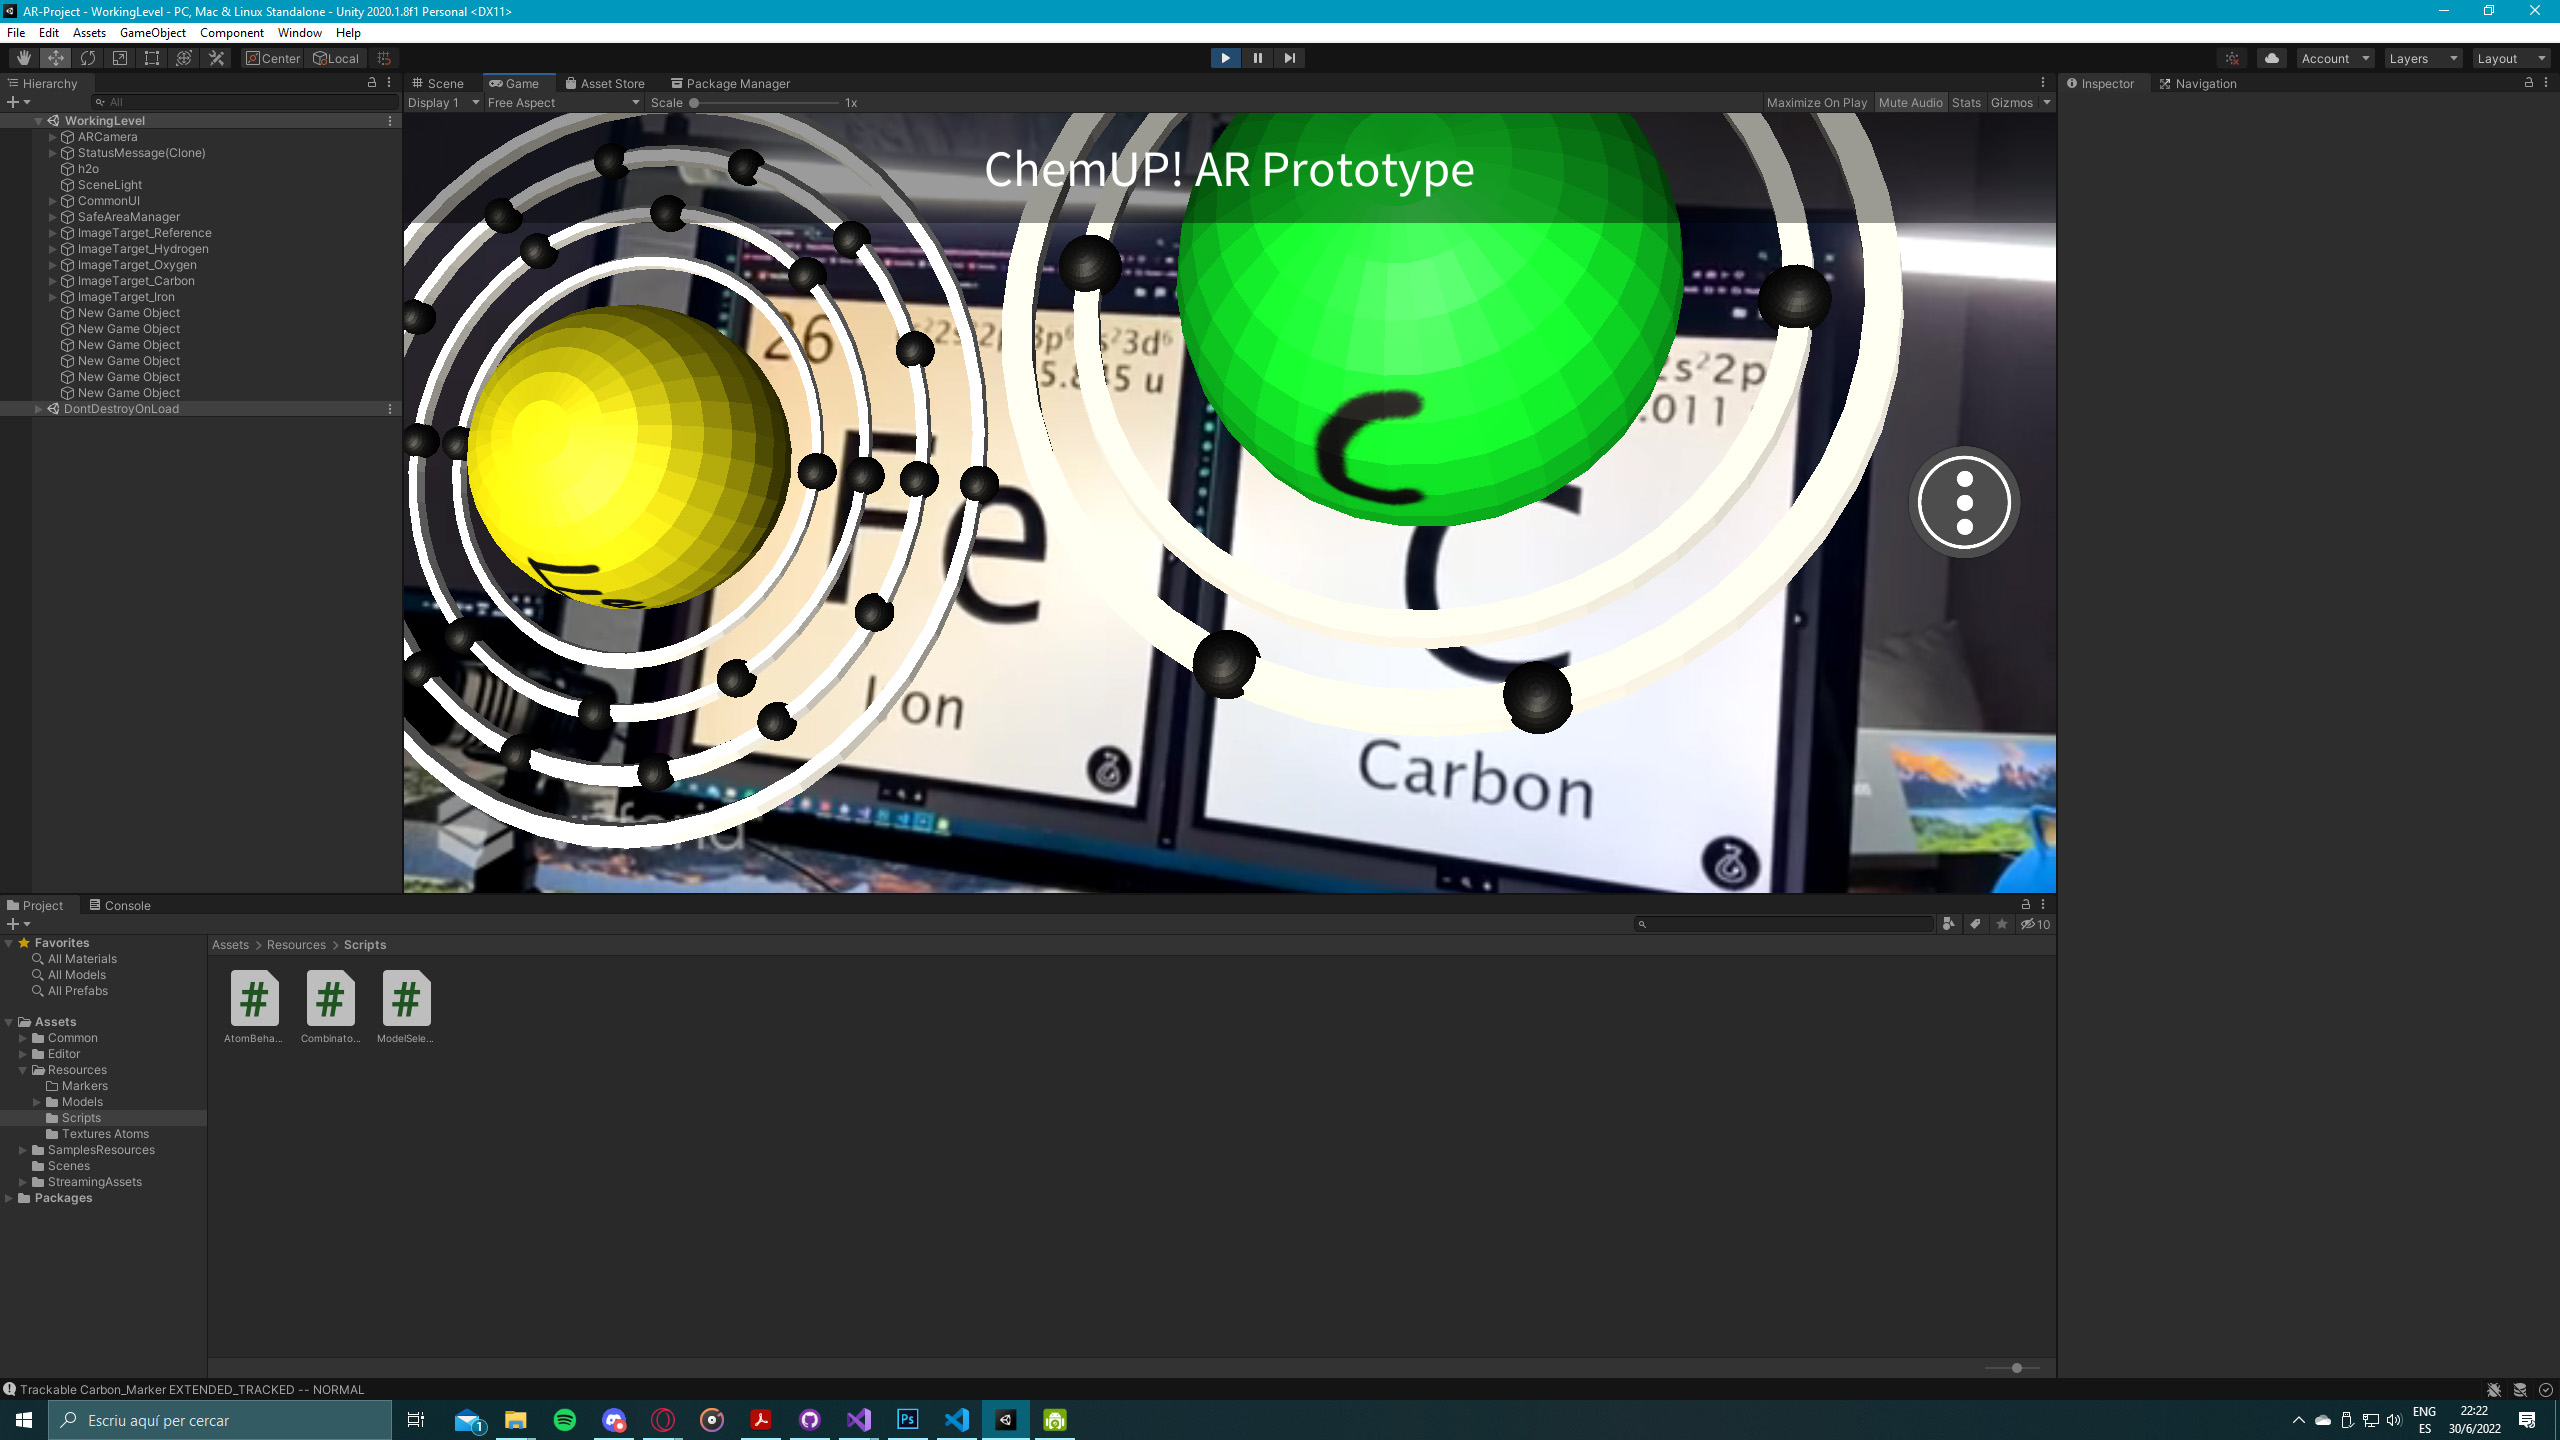 AR-Project - WorkingLevel - PC, Mac & Linux Standalone - Unity 2020.1.8f1 Personal <DX11>
File Edit Assets GameObject Component Window Help
Center Local
Account Layers Layout
Hierarchy
All
WorkingLevel
ARCamera
StatusMessage(Clone)
h2o
SceneLight
CommonUI
SafeAreaManager
ImageTarget_Reference
ImageTarget_Hydrogen
ImageTarget_Oxygen
ImageTarget_Carbon
ImageTarget_Iron
New Game Object
New Game Object
New Game Object
New Game Object
New Game Object
New Game Object
DontDestroyOnLoad
Scene Game Asset Store Package Manager
Display 1 Free Aspect Scale 1x Maximize On Play Mute Audio Stats Gizmos
ChemUP! AR Prototype
26
Fe
Fe
C
C
Carbon
Inspector Navigation
Project Console
10
Favorites
All Materials
All Models
All Prefabs
Assets
Common
Editor
Resources
Markers
Models
Scripts
Textures Atoms
SamplesResources
Scenes
StreamingAssets
Packages
Assets > Resources > Scripts
# # #
AtomBeha... Combinato... ModelSele...
Trackable Carbon_Marker EXTENDED_TRACKED -- NORMAL
Escriu aquí per cercar
1
Ps
ENG
ES
22:22
30/6/2022